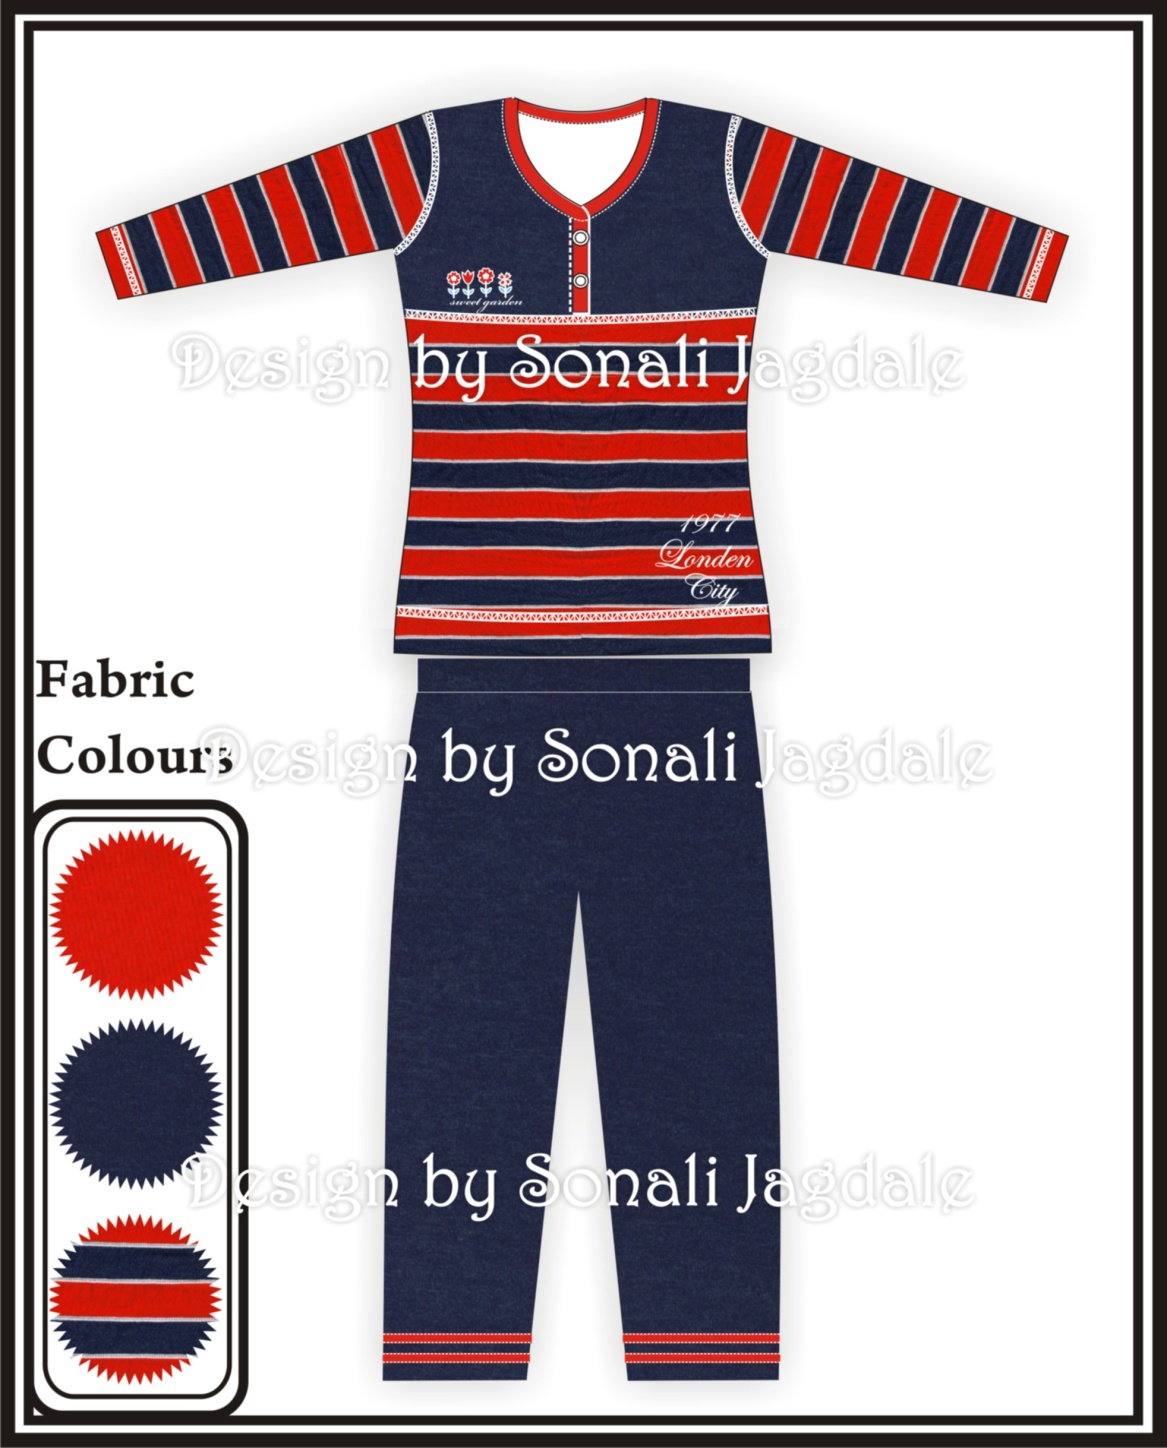 sweet garden
Design by Sonali Jagdale
1977
Londen
City
Fabric
Colours
Design by Sonali Jagdale
Design by Sonali Jagdale